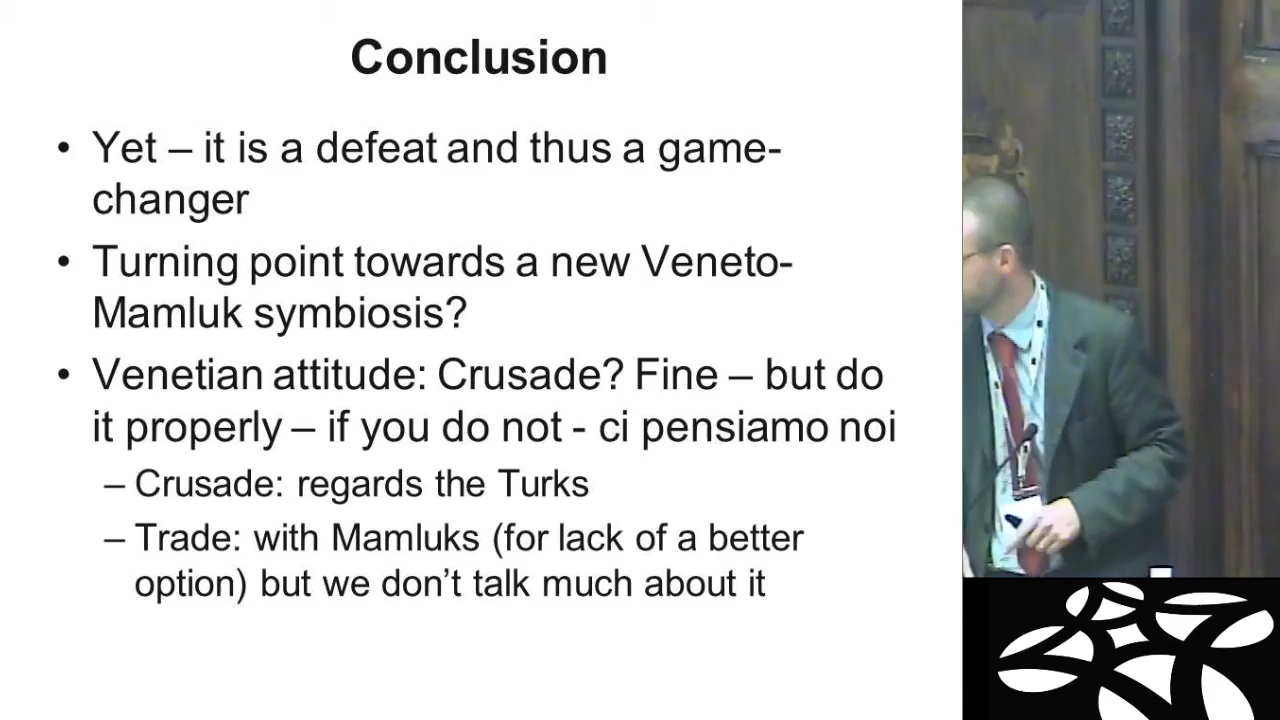 Conclusion
• Yet – it is a defeat and thus a game-
changer
• Turning point towards a new Veneto-
Mamluk symbiosis?
• Venetian attitude: Crusade? Fine – but do
it properly – if you do not - ci pensiamo noi
– Crusade: regards the Turks
– Trade: with Mamluks (for lack of a better
option) but we don’t talk much about it